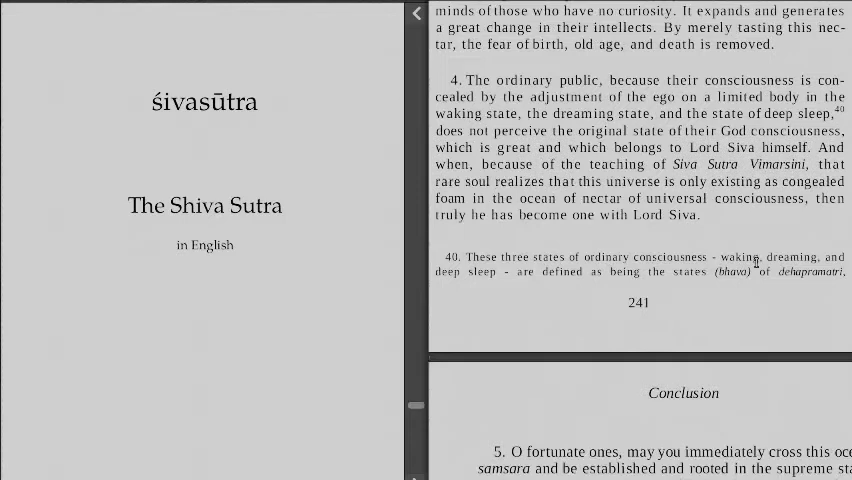 śivasūtra
The Shiva Sutra
in English
minds of those who have no curiosity. It expands and generates
a great change in their intellects. By merely tasting this nec-
tar, the fear of birth, old age, and death is removed.
4. The ordinary public, because their consciousness is con-
cealed by the adjustment of the ego on a limited body in the
waking state, the dreaming state, and the state of deep sleep,40
does not perceive the original state of their God consciousness,
which is great and which belongs to Lord Siva himself. And
when, because of the teaching of Siva Sutra Vimarsini, that
rare soul realizes that this universe is only existing as congealed
foam in the ocean of nectar of universal consciousness, then
truly he has become one with Lord Siva.
40. These three states of ordinary consciousness - waking, dreaming, and
deep sleep - are defined as being the states (bhava) of dehapramatri,
241
Conclusion
5. O fortunate ones, may you immediately cross this oce
samsara and be established and rooted in the supreme sta